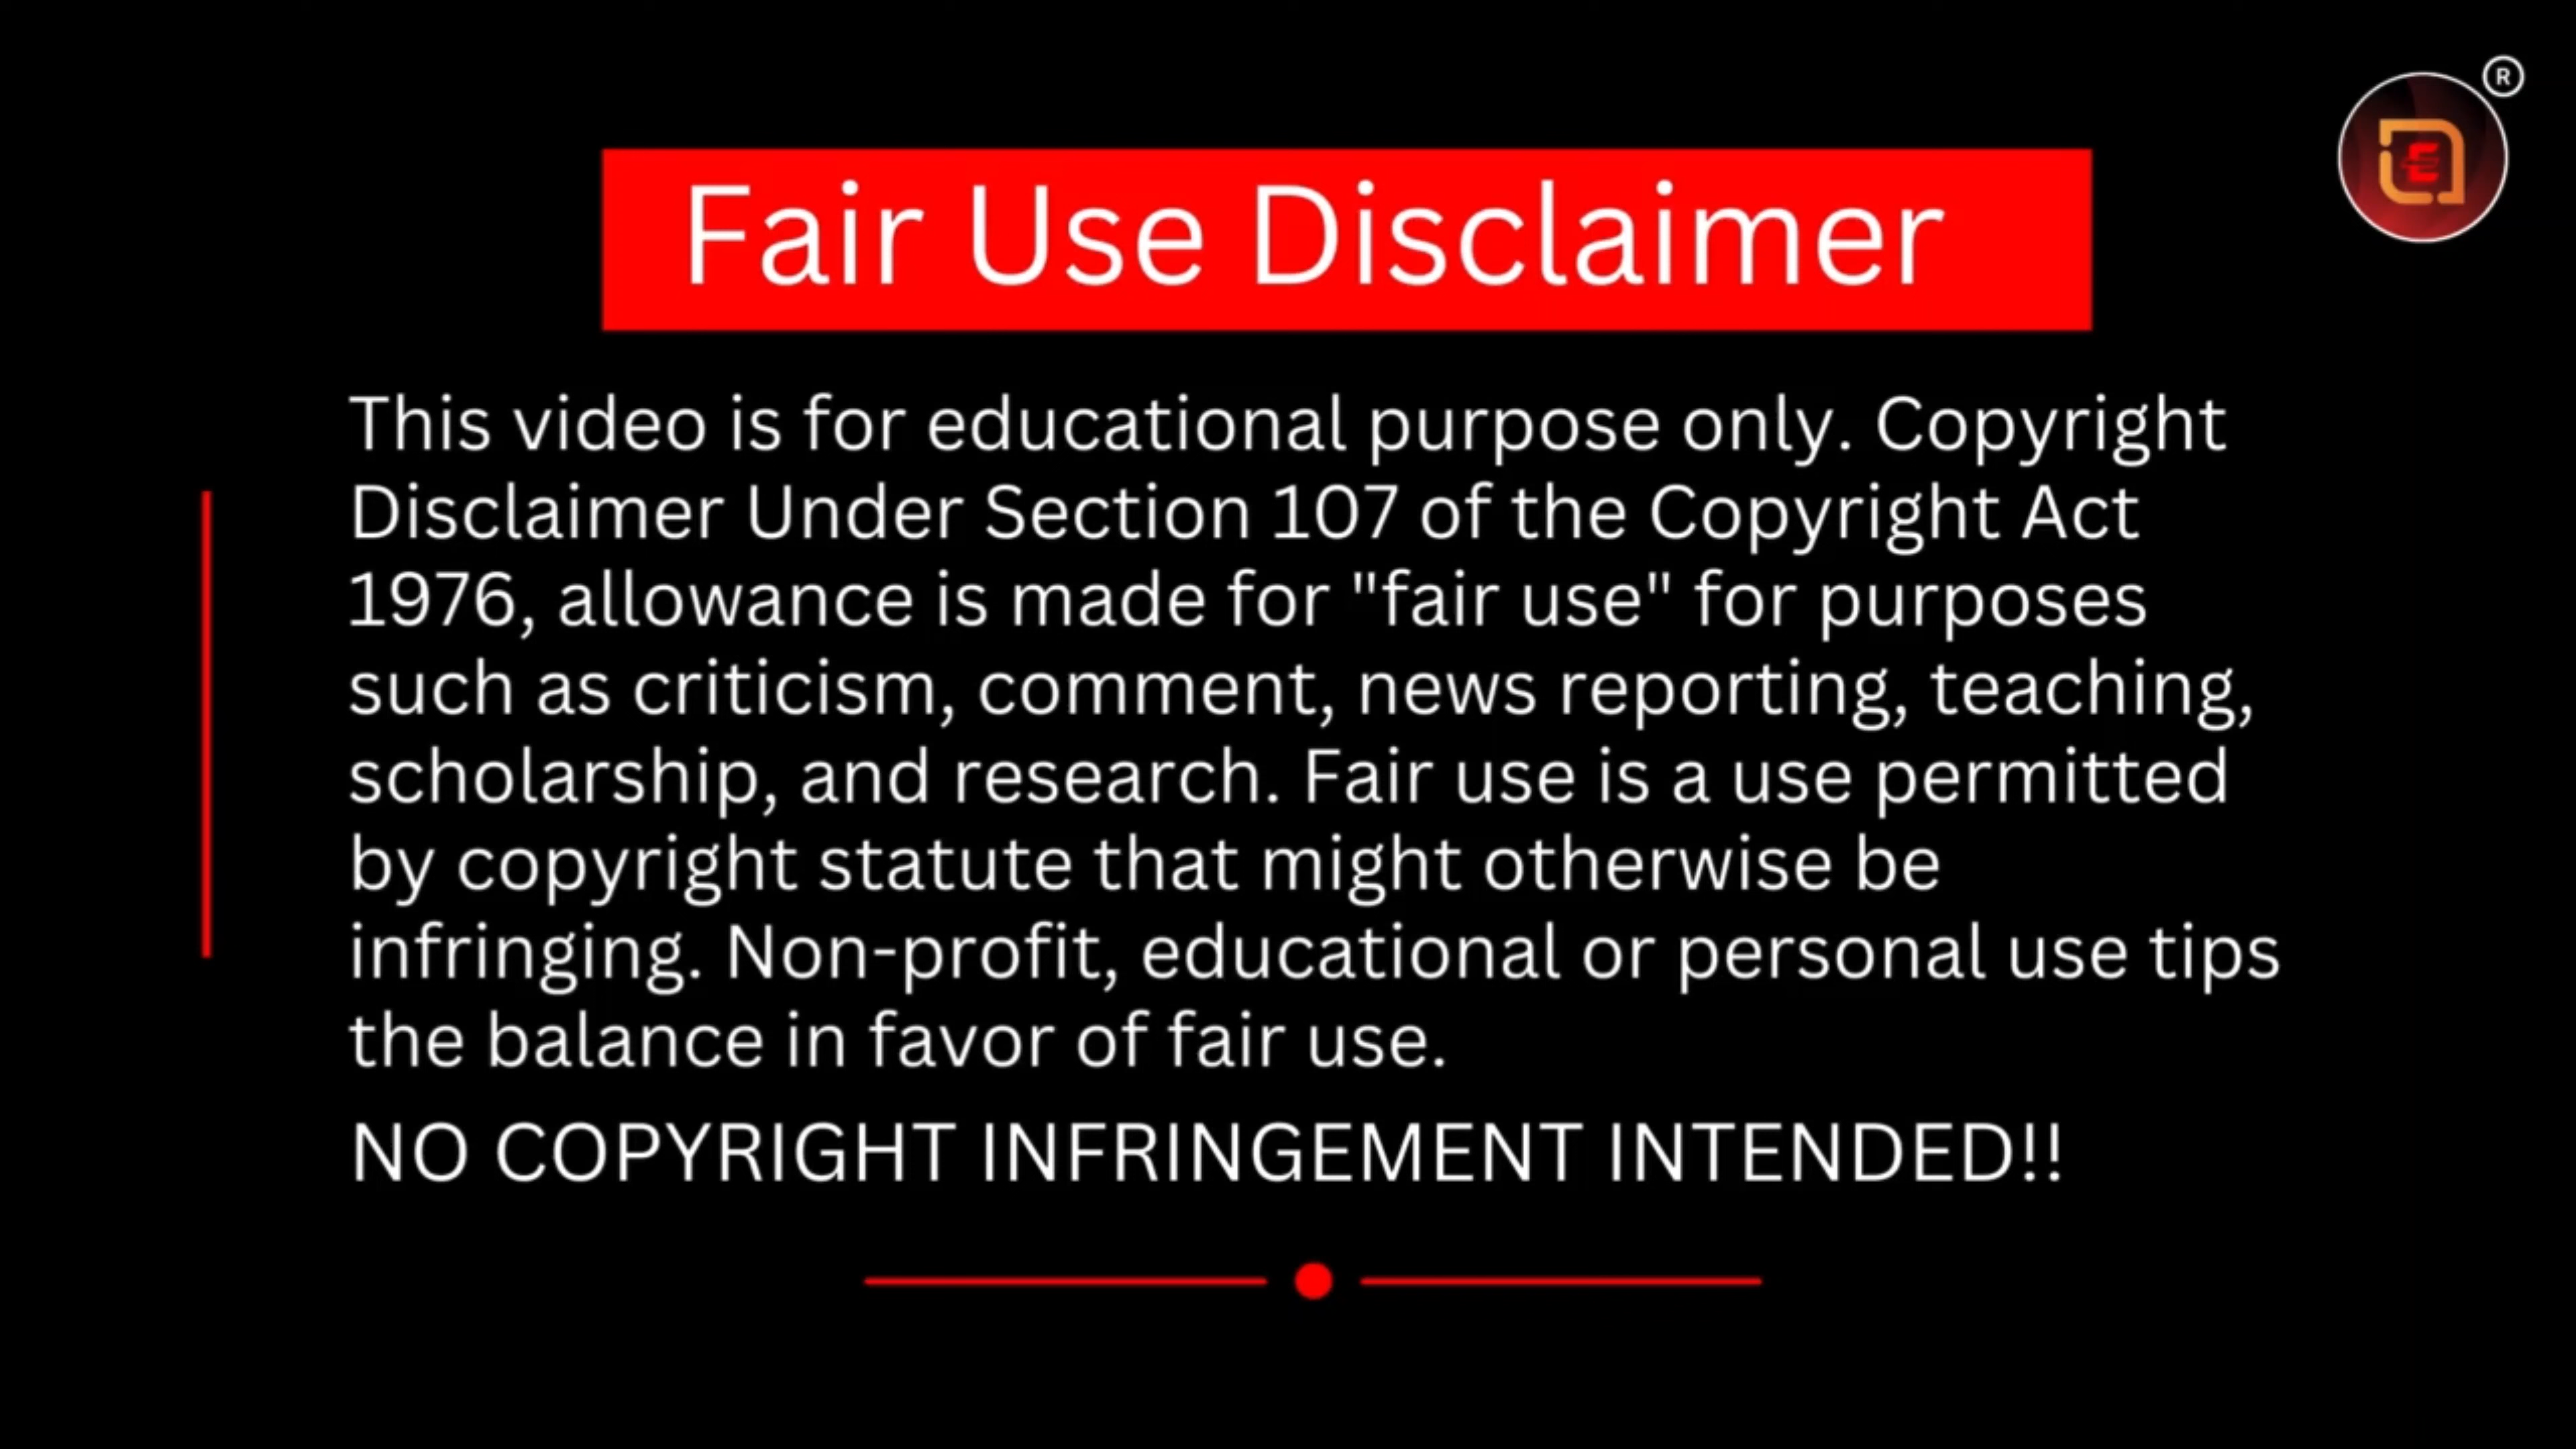 ®
Fair Use Disclaimer
This video is for educational purpose only. Copyright
Disclaimer Under Section 107 of the Copyright Act
1976, allowance is made for "fair use" for purposes
such as criticism, comment, news reporting, teaching,
scholarship, and research. Fair use is a use permitted
by copyright statute that might otherwise be
infringing. Non-profit, educational or personal use tips
the balance in favor of fair use.
NO COPYRIGHT INFRINGEMENT INTENDED!!